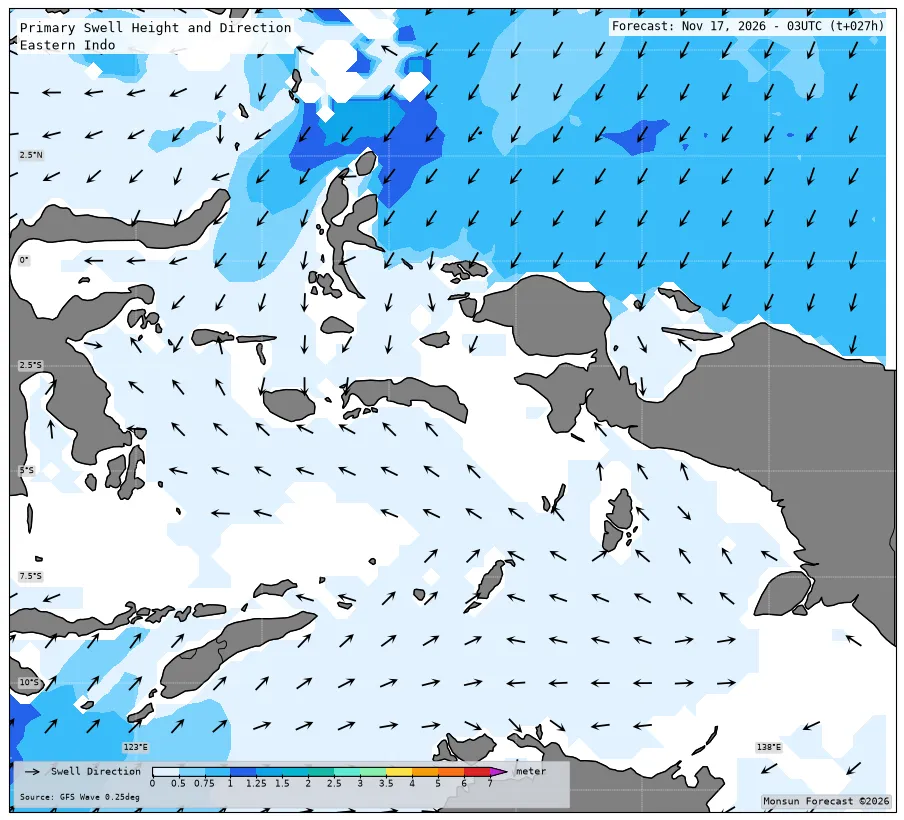 Primary Swell Height and Direction
Eastern Indo
Forecast: Nov 17, 2026 - 03UTC (t+027h)
2.5°N
0°
2.5°S
5°S
7.5°S
10°S
123°E
138°E
Swell Direction
0 0.5 0.75 1 1.25 1.5 2 2.5 3 3.5 4 5 6 7
meter
Source: GFS Wave 0.25deg
Monsun Forecast ©2026